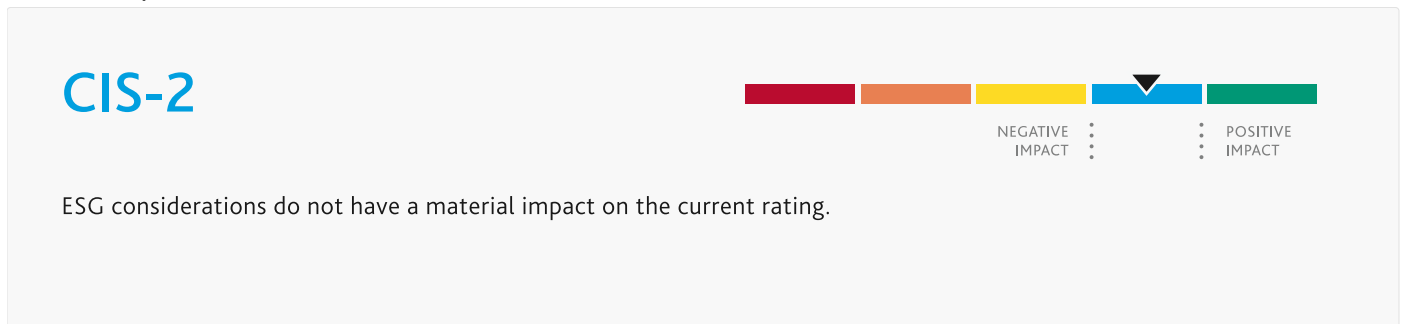 CIS-2
NEGATIVE
IMPACT
POSITIVE
IMPACT
ESG considerations do not have a material impact on the current rating.